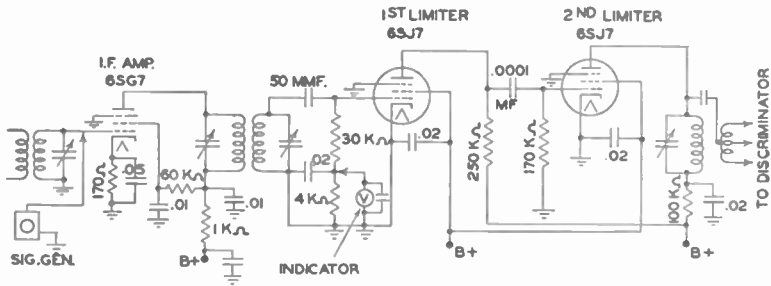 1ST LIMITER
6SJ7
2ND LIMITER
6SJ7
I.F. AMP.
6SG7
50 MMF.
.0001
MF
30 KΩ
.02
250 KΩ
170 KΩ
.02
TO DISCRIMINATOR
170Ω
.05
60 KΩ
.02
.01
.01
4 KΩ
V
100 KΩ
.02
1 KΩ
SIG. GEN.
B+
INDICATOR
B+
B+